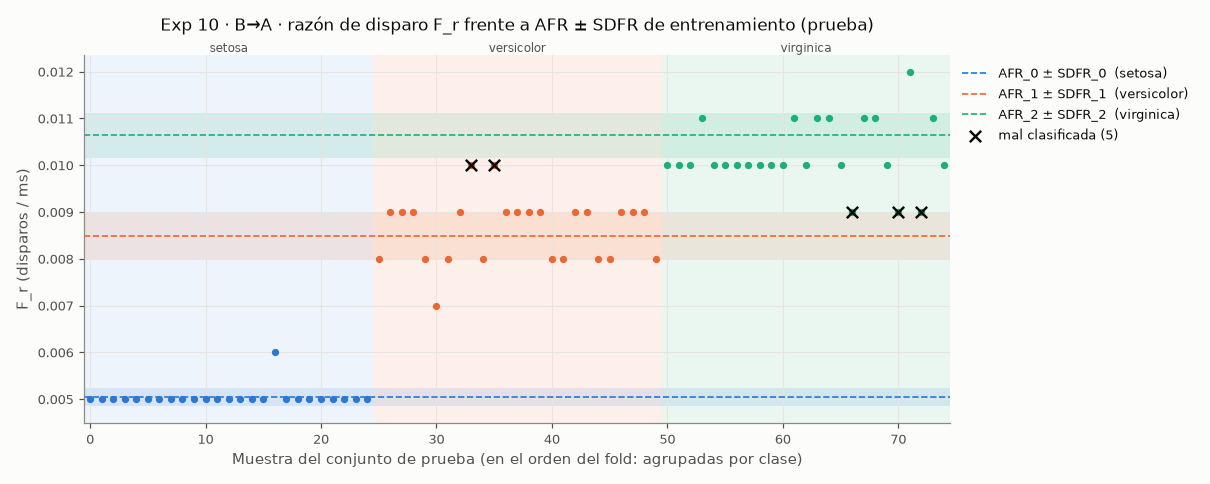 Exp 10 · B→A · razón de disparo F_r frente a AFR ± SDFR de entrenamiento (prueba)
setosa versicolor virginica
AFR_0 ± SDFR_0 (setosa)
AFR_1 ± SDFR_1 (versicolor)
AFR_2 ± SDFR_2 (virginica)
mal clasificada (5)
F_r (disparos / ms)
0.012
0.011
0.010
0.009
0.008
0.007
0.006
0.005
0 10 20 30 40 50 60 70
Muestra del conjunto de prueba (en el orden del fold: agrupadas por clase)